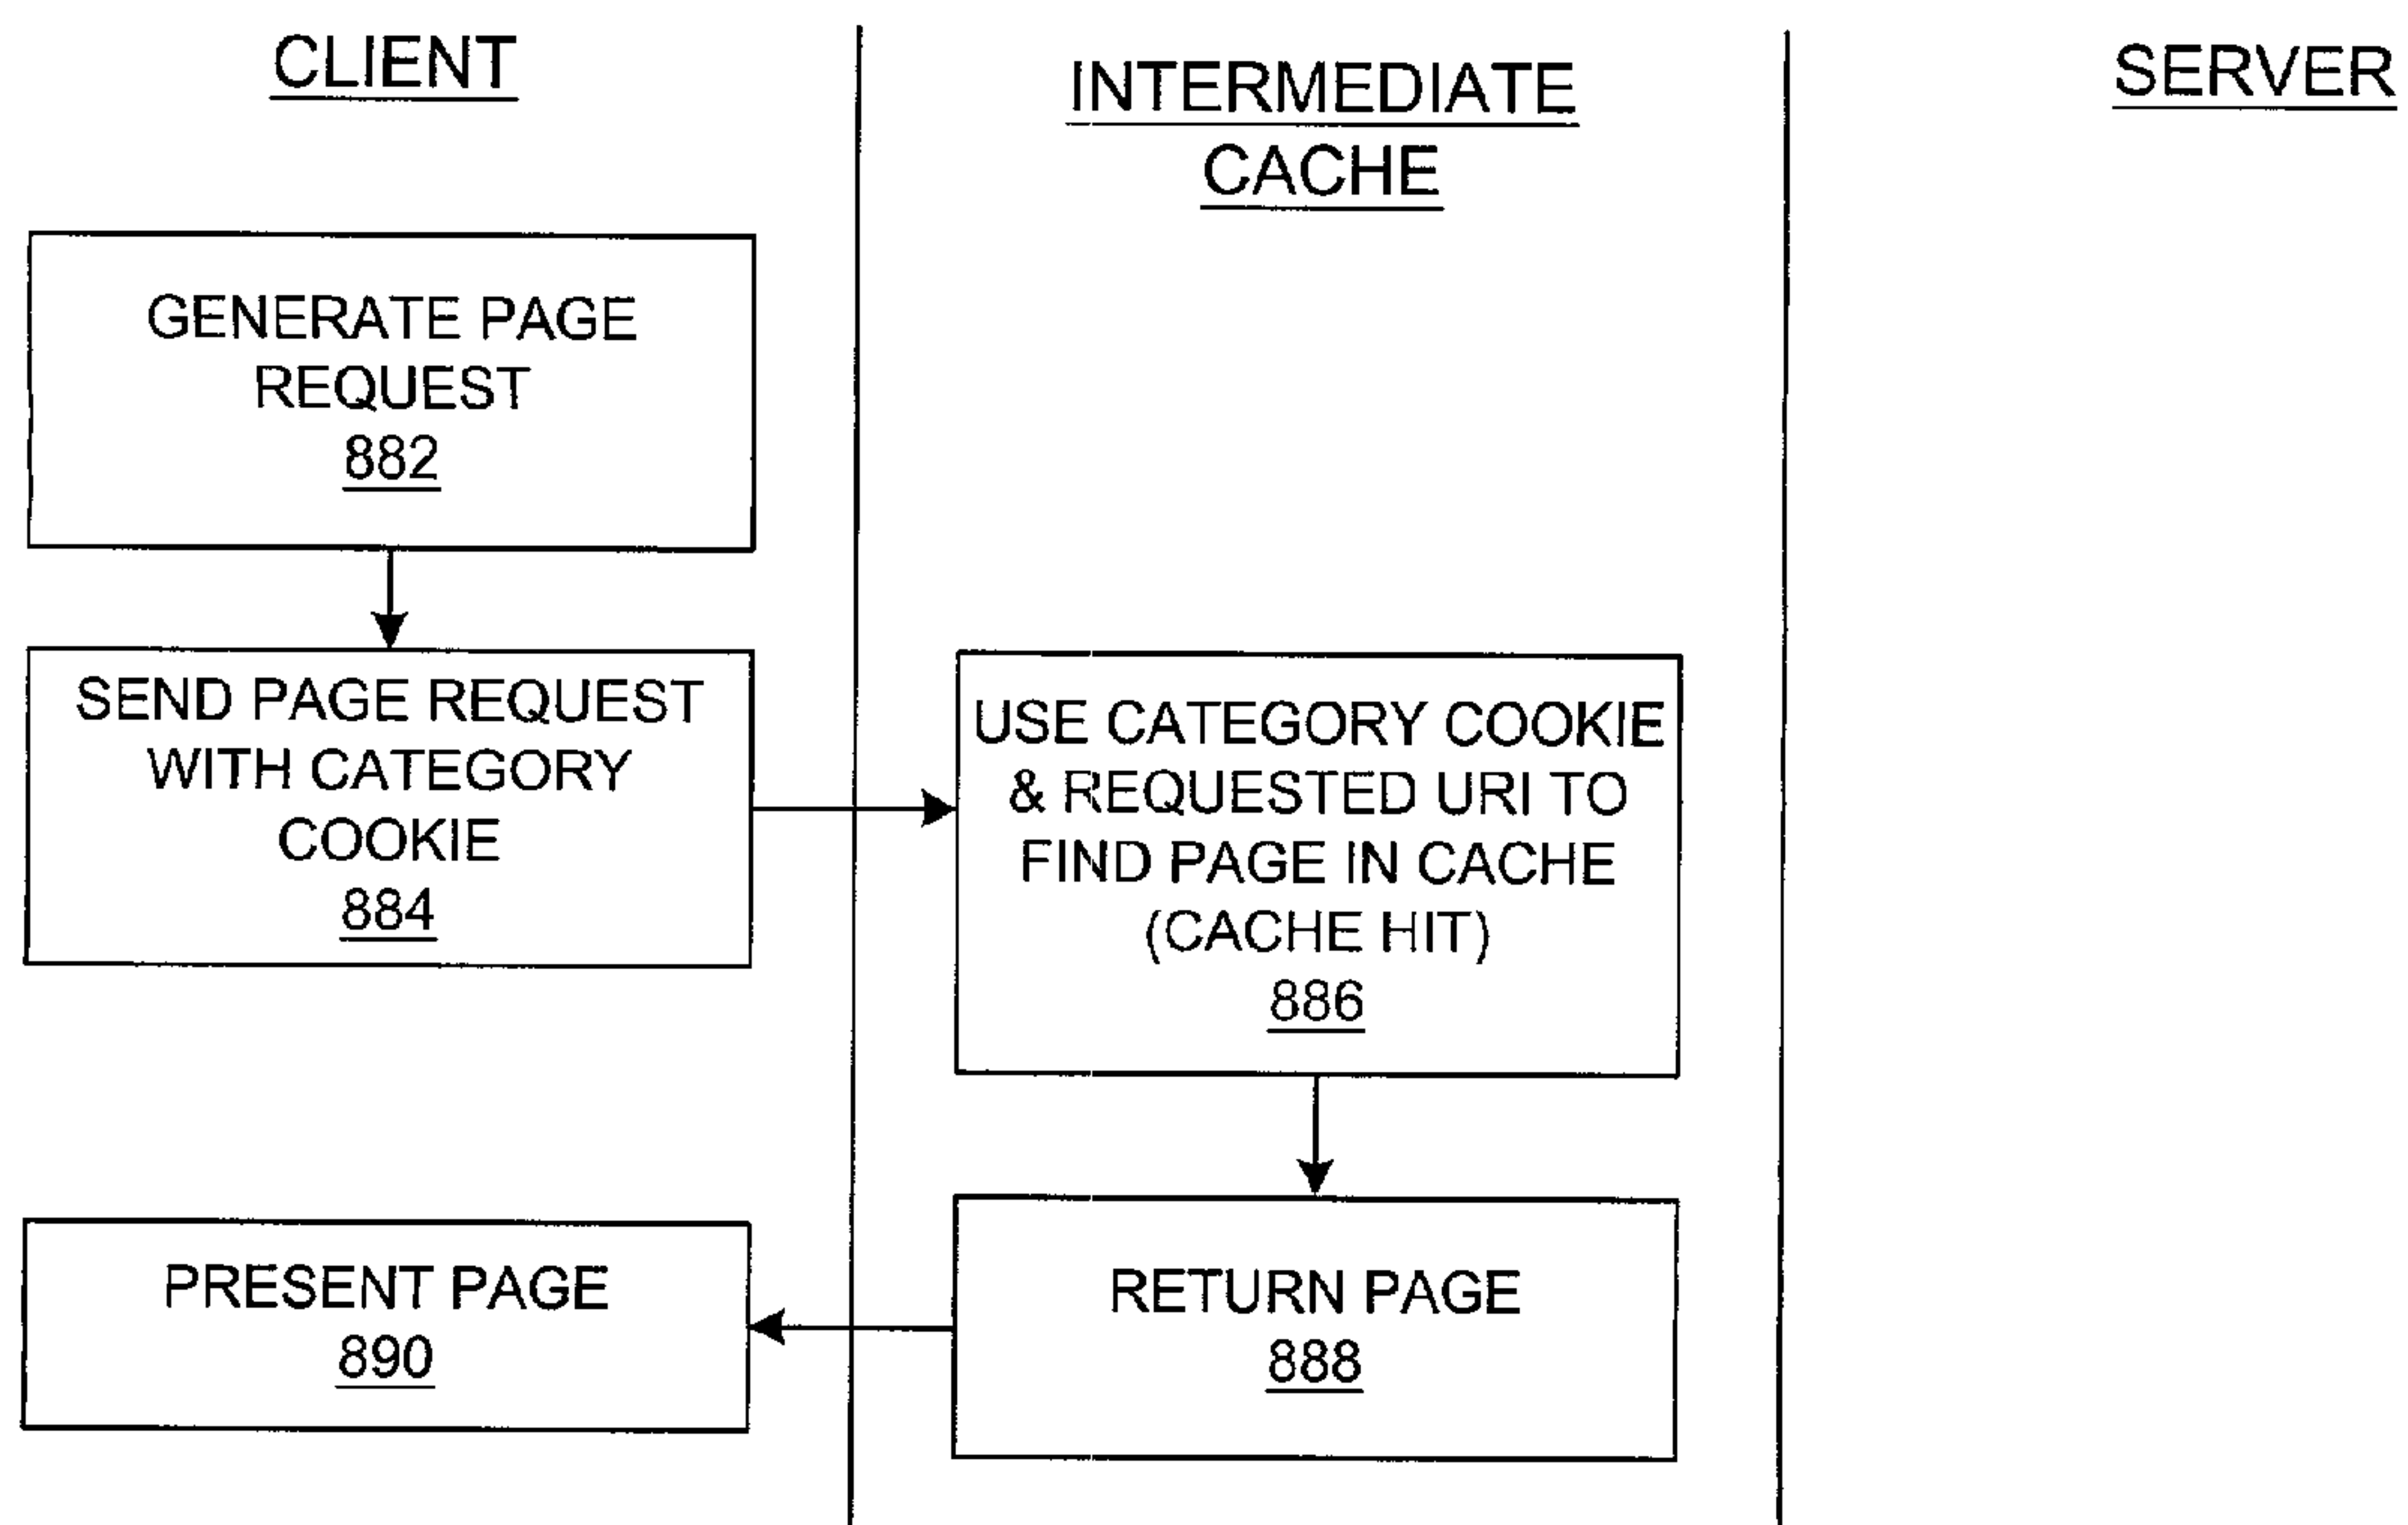 CLIENT
INTERMEDIATE
CACHE
SERVER
GENERATE PAGE
REQUEST
882
SEND PAGE REQUEST
WITH CATEGORY
COOKIE
884
USE CATEGORY COOKIE
& REQUESTED URI TO
FIND PAGE IN CACHE
(CACHE HIT)
886
RETURN PAGE
888
PRESENT PAGE
890